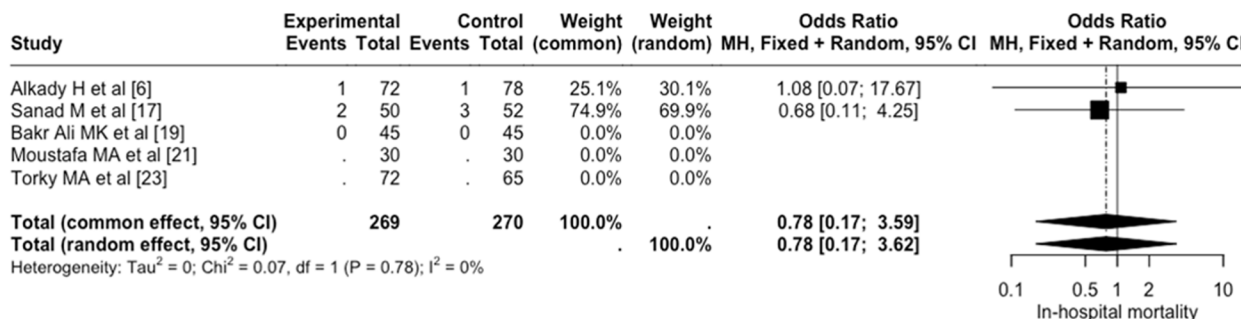 Experimental Control Weight Weight Odds Ratio Odds Ratio
Study Events Total Events Total (common) (random) MH, Fixed + Random, 95% CI MH, Fixed + Random, 95% CI
Alkady H et al [6] 1 72 1 78 25.1% 30.1% 1.08 [0.07; 17.67]
Sanad M et al [17] 2 50 3 52 74.9% 69.9% 0.68 [0.11; 4.25]
Bakr Ali MK et al [19] 0 45 0 45 0.0% 0.0%
Moustafa MA et al [21] . 30 . 30 0.0% 0.0%
Torky MA et al [23] . 72 . 65 0.0% 0.0%
Total (common effect, 95% CI) 269 270 100.0% . 0.78 [0.17; 3.59]
Total (random effect, 95% CI) . 100.0% 0.78 [0.17; 3.62]
Heterogeneity: Tau² = 0; Chi² = 0.07, df = 1 (P = 0.78); I² = 0%
0.1 0.5 1 2 10
In-hospital mortality